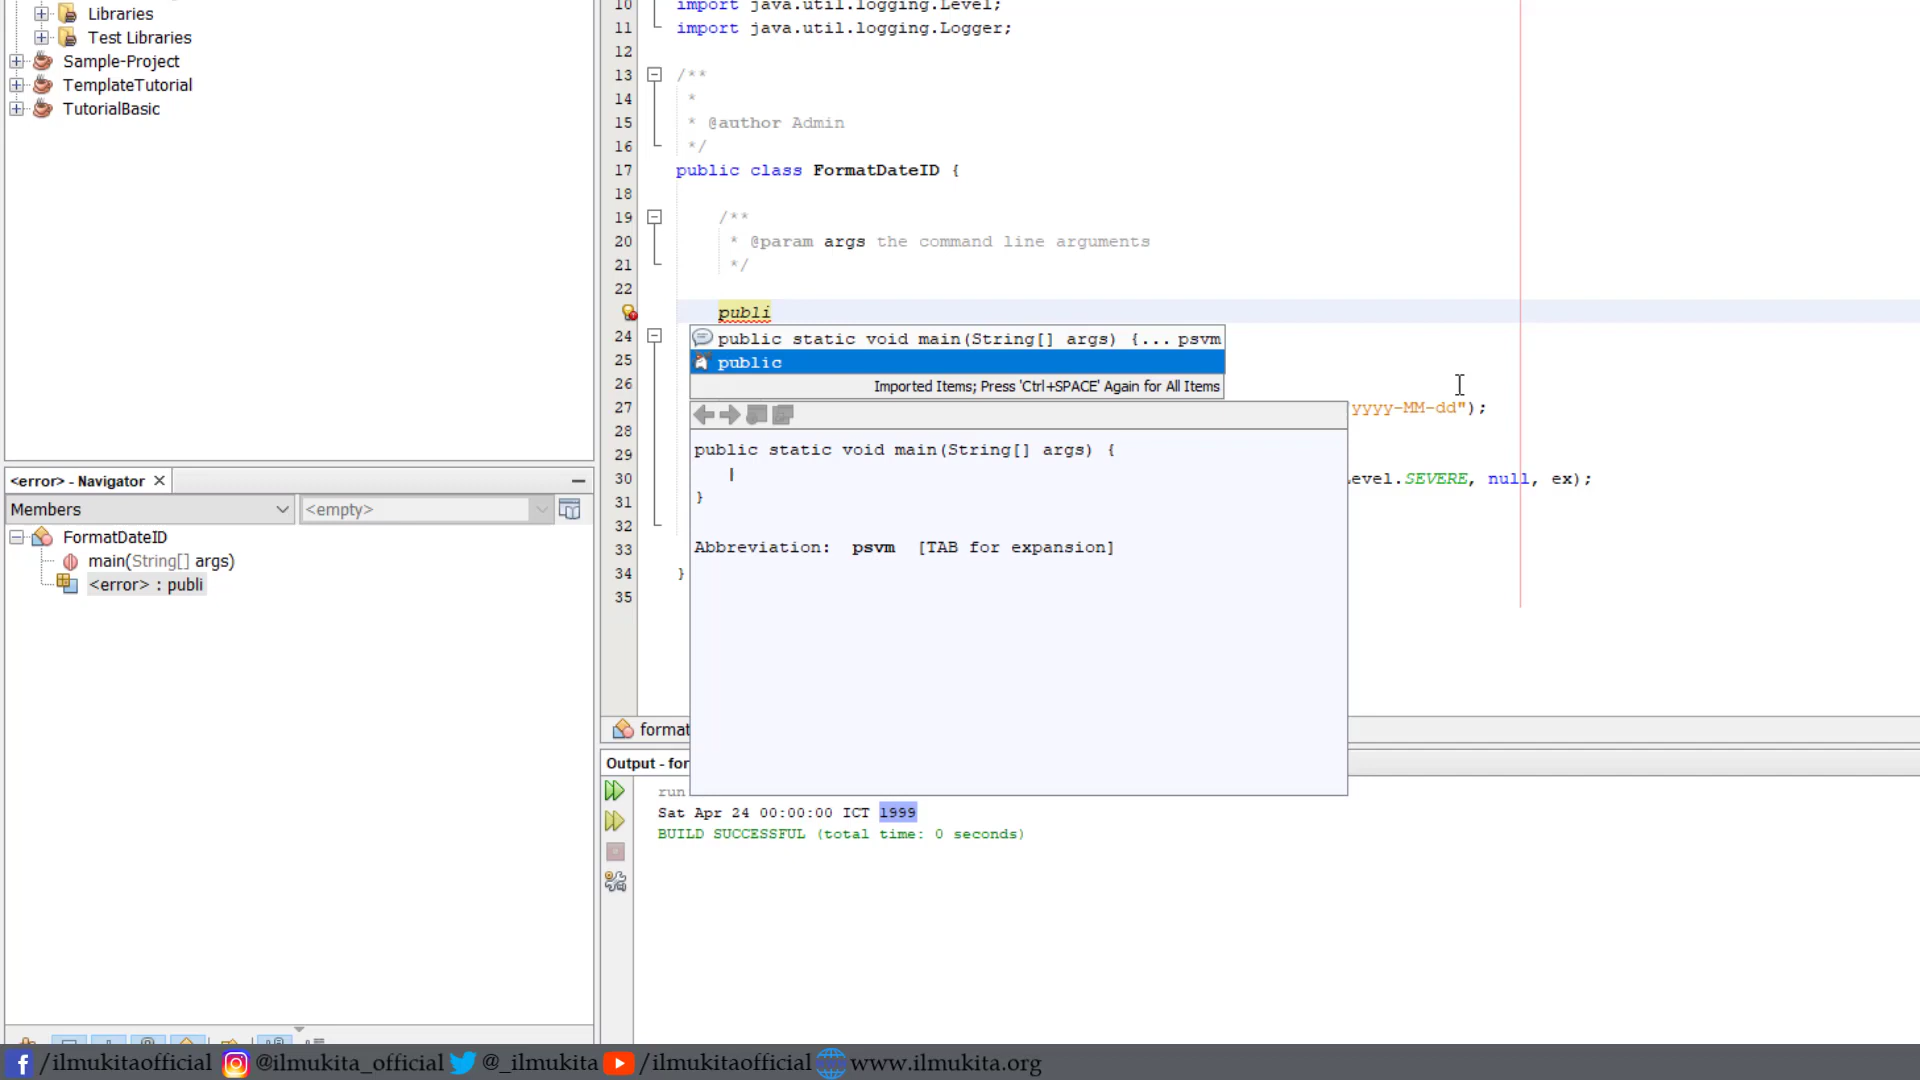 Libraries
Test Libraries
Sample-Project
TemplateTutorial
TutorialBasic
<error> - Navigator
Members
<empty>
FormatDateID
main(String[] args)
<error> : publi
10 import java.util.logging.Level;
11 import java.util.logging.Logger;
12
13 /**
14 *
15 * @author Admin
16 */
17 public class FormatDateID {
18
19 /**
20 * @param args the command line arguments
21 */
22
publi
public static void main(String[] args) {... psvm
public
Imported Items; Press 'Ctrl+SPACE' Again for All Items
24
25
26
27 yyyy-MM-dd");
28
29
30 Level.SEVERE, null, ex);
31
32
33
34 }
35
public static void main(String[] args) {
}
Abbreviation: psvm [TAB for expansion]
format
Output - for
run
Sat Apr 24 00:00:00 ICT 1999
BUILD SUCCESSFUL (total time: 0 seconds)
/ilmukitaofficial @ilmukita_official @_ilmukita /ilmukitaofficial www.ilmukita.org